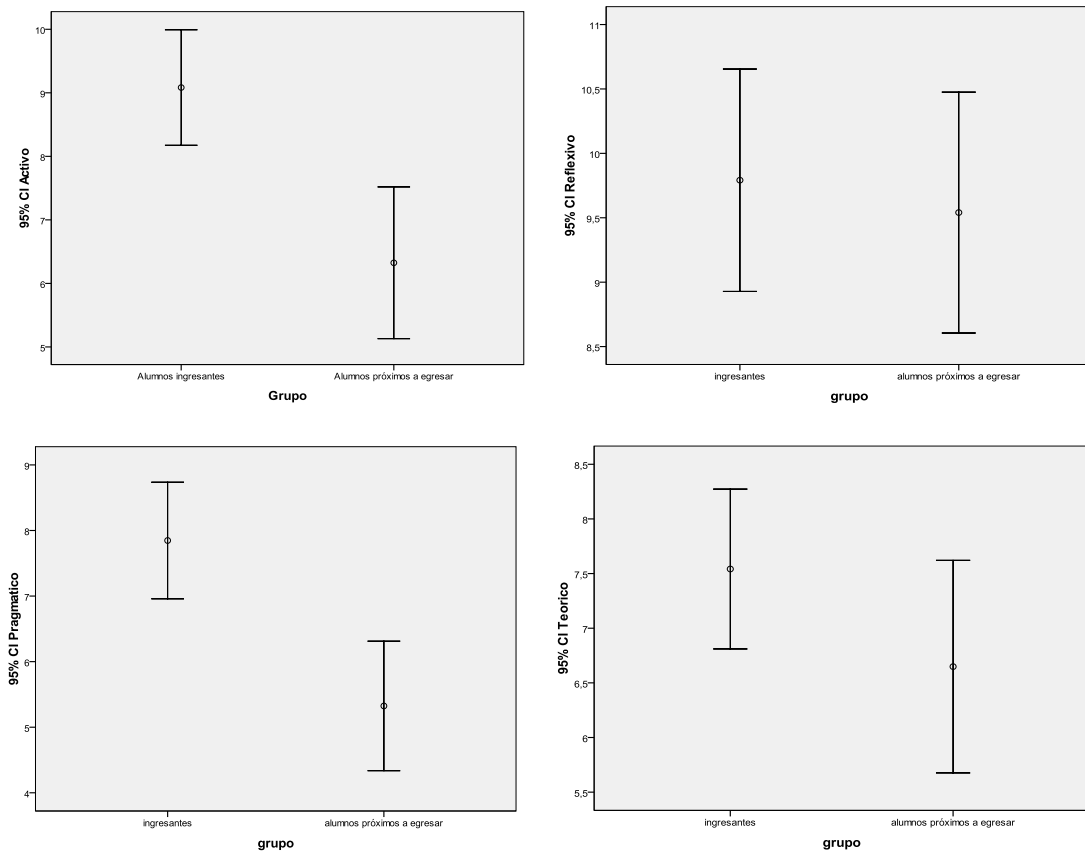 95% CI Activo
10
9
8
7
6
5
Alumnos ingresantes
Alumnos próximos a egresar
Grupo
95% CI Reflexivo
11
10,5
10
9,5
9
8,5
ingresantes
alumnos próximos a egresar
grupo
95% CI Pragmatico
9
8
7
6
5
4
ingresantes
alumnos próximos a egresar
grupo
95% CI Teorico
8,5
8
7,5
7
6,5
6
5,5
ingresantes
alumnos próximos a egresar
grupo